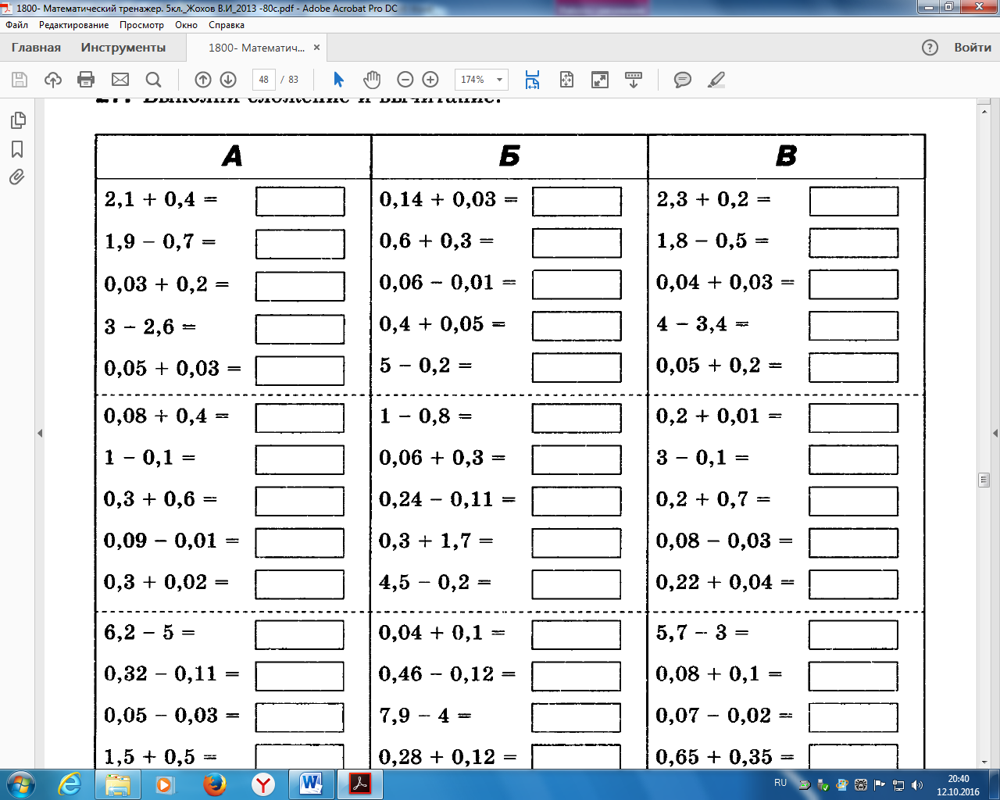 1800- Математический тренажер. 5кл._Жохов В.И_2013 -80с.pdf - Adobe Acrobat Pro DC
Файл Редактирование Просмотр Окно Справка
Главная Инструменты 1800- Математич... × Войти
48 / 83 174%
27. Выполни сложение и вычитание:
А Б В
2,1 + 0,4 = 0,14 + 0,03 = 2,3 + 0,2 =
1,9 − 0,7 = 0,6 + 0,3 = 1,8 − 0,5 =
0,03 + 0,2 = 0,06 − 0,01 = 0,04 + 0,03 =
3 − 2,6 = 0,4 + 0,05 = 4 − 3,4 =
0,05 + 0,03 = 5 − 0,2 = 0,05 + 0,2 =
0,08 + 0,4 = 1 − 0,8 = 0,2 + 0,01 =
1 − 0,1 = 0,06 + 0,3 = 3 − 0,1 =
0,3 + 0,6 = 0,24 − 0,11 = 0,2 + 0,7 =
0,09 − 0,01 = 0,3 + 1,7 = 0,08 − 0,03 =
0,3 + 0,02 = 4,5 − 0,2 = 0,22 + 0,04 =
6,2 − 5 = 0,04 + 0,1 = 5,7 − 3 =
0,32 − 0,11 = 0,46 − 0,12 = 0,08 + 0,1 =
0,05 − 0,03 = 7,9 − 4 = 0,07 − 0,02 =
1,5 + 0,5 = 0,28 + 0,12 = 0,65 + 0,35 =
RU 20:40
12.10.2016